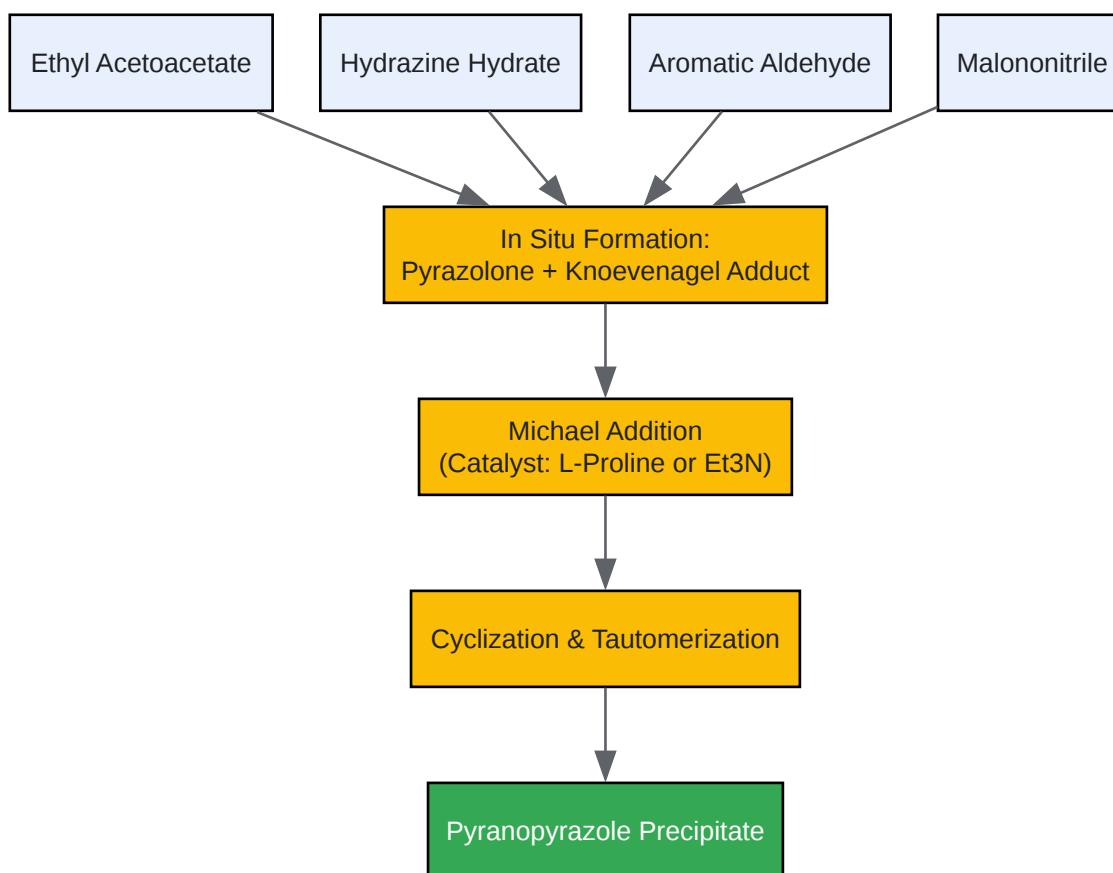 Ethyl Acetoacetate
Hydrazine Hydrate
Aromatic Aldehyde
Malononitrile
In Situ Formation:
Pyrazolone + Knoevenagel Adduct
Michael Addition
(Catalyst: L-Proline or Et3N)
Cyclization & Tautomerization
Pyranopyrazole Precipitate